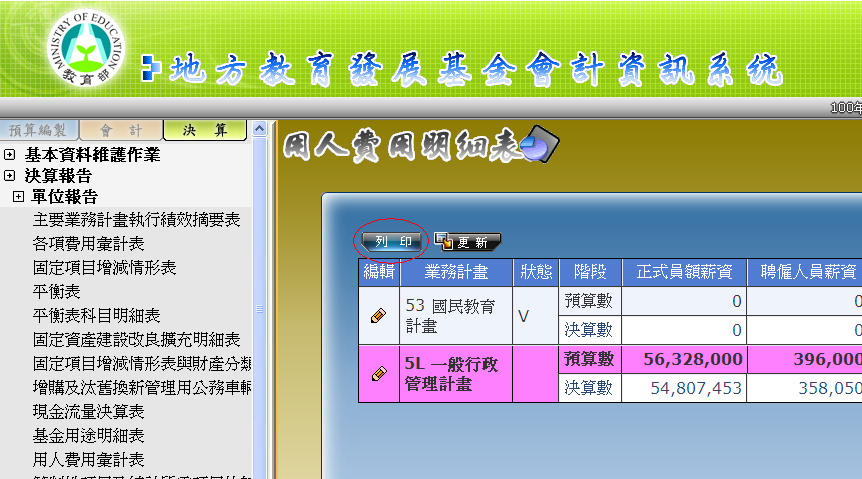 MINISTRY OF EDUCATION
教育部
地方教育發展基金會計資訊系統
100年
預算編製 會計 決算
用人費用明細表
基本資料維護作業
決算報告
單位報告
主要業務計畫執行績效摘要表
各項費用彙計表
固定項目增減情形表
平衡表
平衡表科目明細表
固定資產建設改良擴充明細表
固定項目增減情形表與財產分類
增購及汰舊換新管理用公務車輛
現金流量決算表
基金用途明細表
用人費用彙計表
列印 更新
編輯 業務計畫 狀態 階段 正式員額薪資 聘僱人員薪資
53 國民教育計畫 V 預算數 0 0
決算數 0 0
5L 一般行政管理計畫 預算數 56,328,000 396,000
決算數 54,807,453 358,050